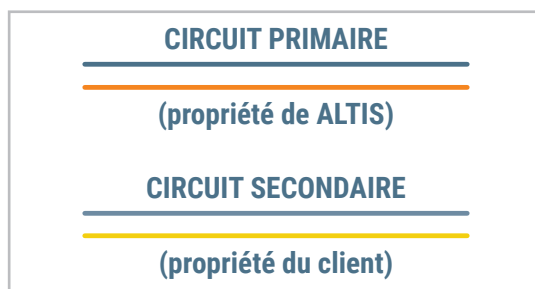 CIRCUIT PRIMAIRE
(propriété de ALTIS)
CIRCUIT SECONDAIRE
(propriété du client)